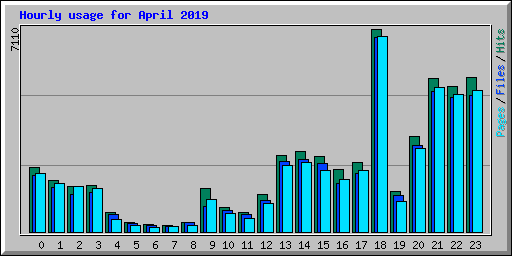 Hourly usage for April 2019
7110
Pages / Files / Hits
0 1 2 3 4 5 6 7 8 9 10 11 12 13 14 15 16 17 18 19 20 21 22 23